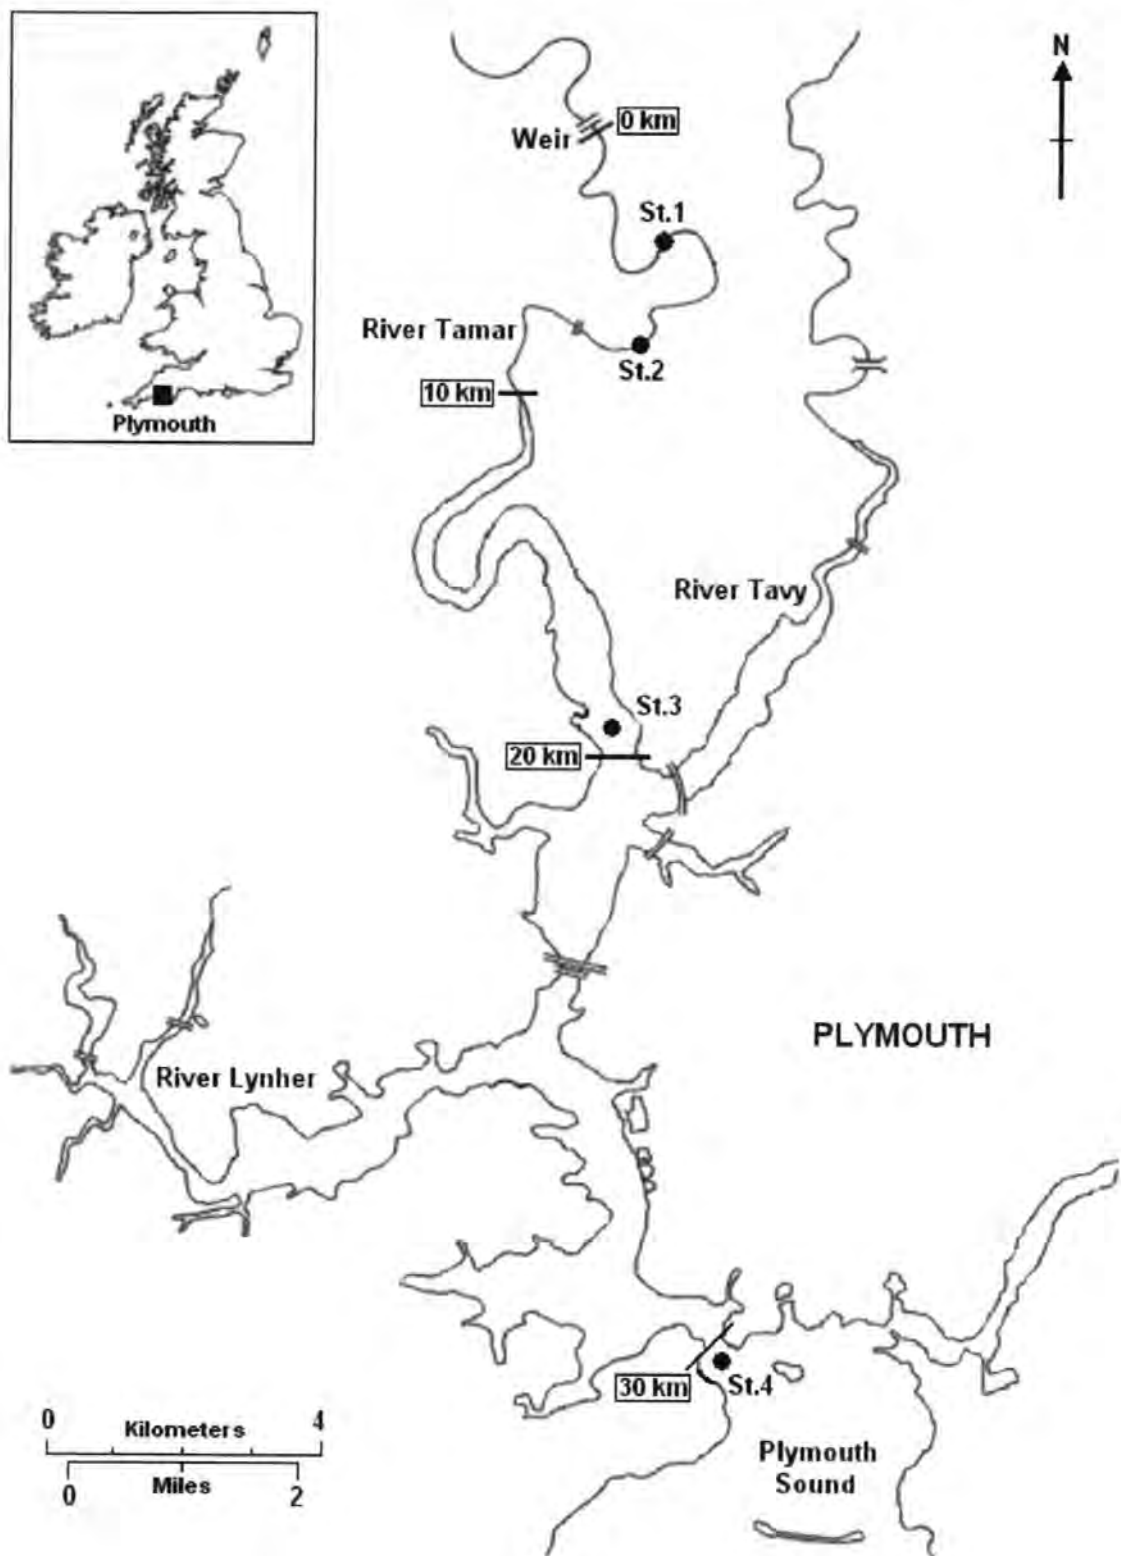 N
0 km
Weir
St.1
River Tamar
St.2
10 km
Plymouth
River Tavy
St.3
20 km
PLYMOUTH
River Lynher
30 km
St.4
0 4
Kilometers
Miles
0 2
Plymouth
Sound